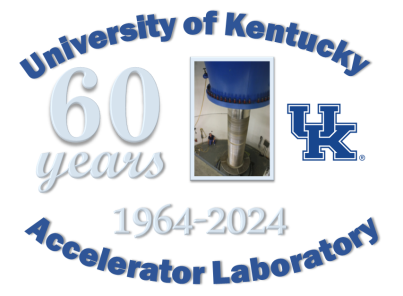 University of Kentucky
60
years
UK®
1964-2024
Accelerator Laboratory